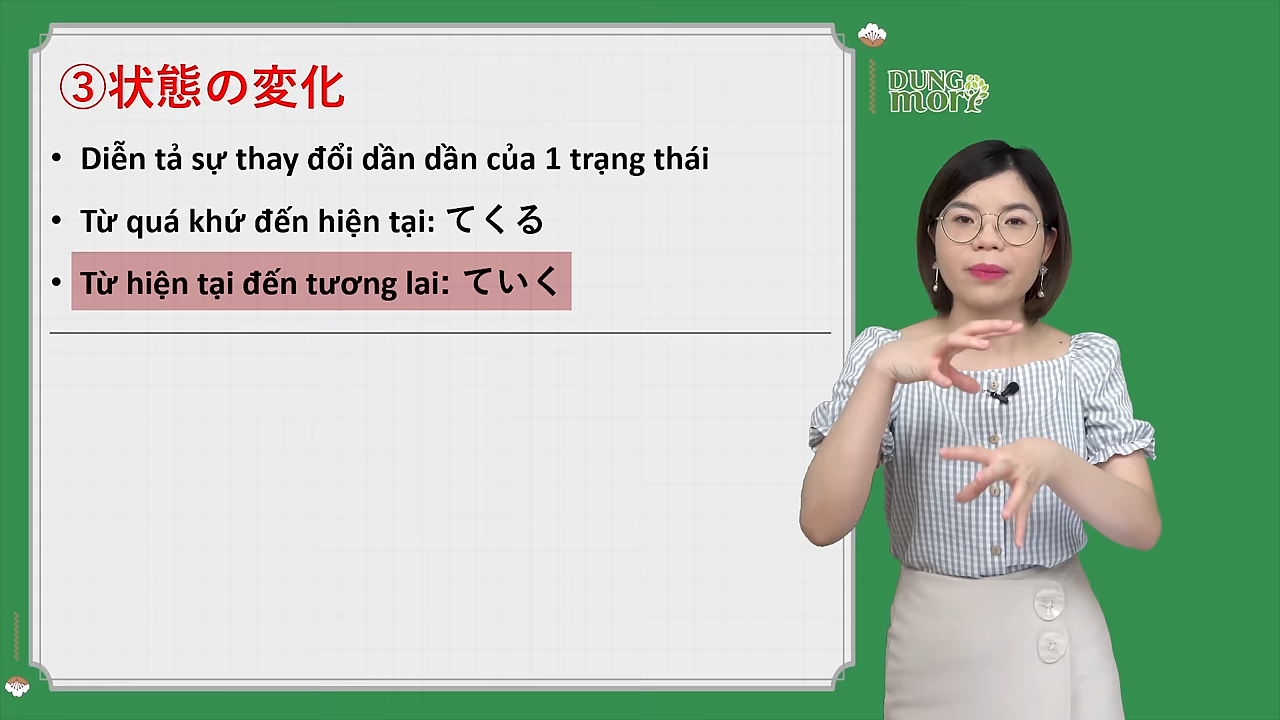 ③状態の変化
• Diễn tả sự thay đổi dần dần của 1 trạng thái
• Từ quá khứ đến hiện tại: てくる
• Từ hiện tại đến tương lai: ていく
DUNG
mori